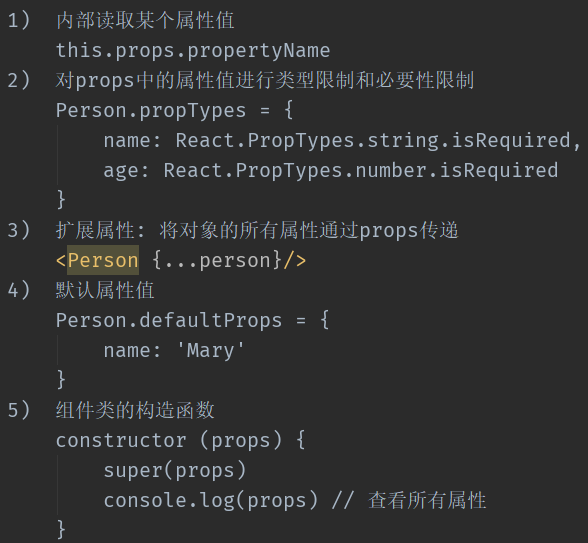 1) 内部读取某个属性值
this.props.propertyName
2) 对props中的属性值进行类型限制和必要性限制
Person.propTypes = {
name: React.PropTypes.string.isRequired,
age: React.PropTypes.number.isRequired
}
3) 扩展属性: 将对象的所有属性通过props传递
<Person {...person}/>
4) 默认属性值
Person.defaultProps = {
name: 'Mary'
}
5) 组件类的构造函数
constructor (props) {
super(props)
console.log(props) // 查看所有属性
}